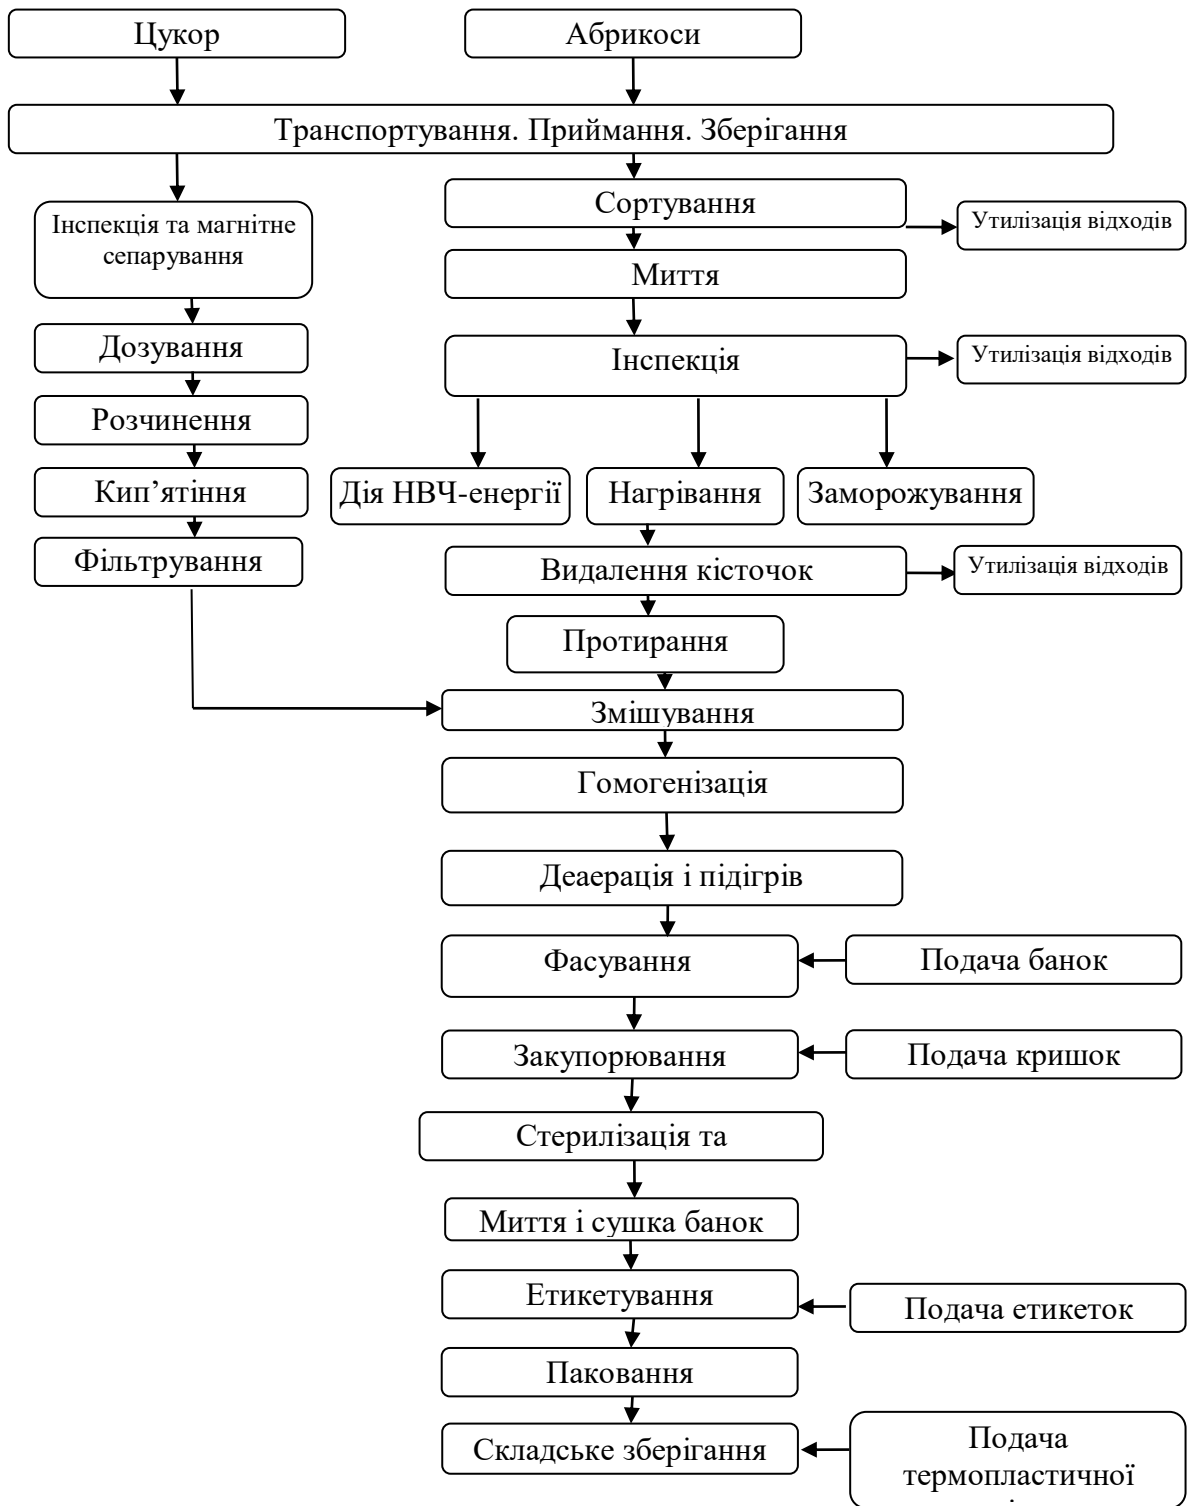 Цукор
Абрикоси
Транспортування. Приймання. Зберігання
Інспекція та магнітне
сепарування
Сортування
Утилізація відходів
Миття
Дозування
Інспекція
Утилізація відходів
Розчинення
Кип’ятіння
Дія НВЧ-енергії
Нагрівання
Заморожування
Фільтрування
Видалення кісточок
Утилізація відходів
Протирання
Змішування
Гомогенізація
Деаерація і підігрів
Фасування
Подача банок
Закупорювання
Подача кришок
Стерилізація та
Миття і сушка банок
Етикетування
Подача етикеток
Паковання
Складське зберігання
Подача
термопластичної